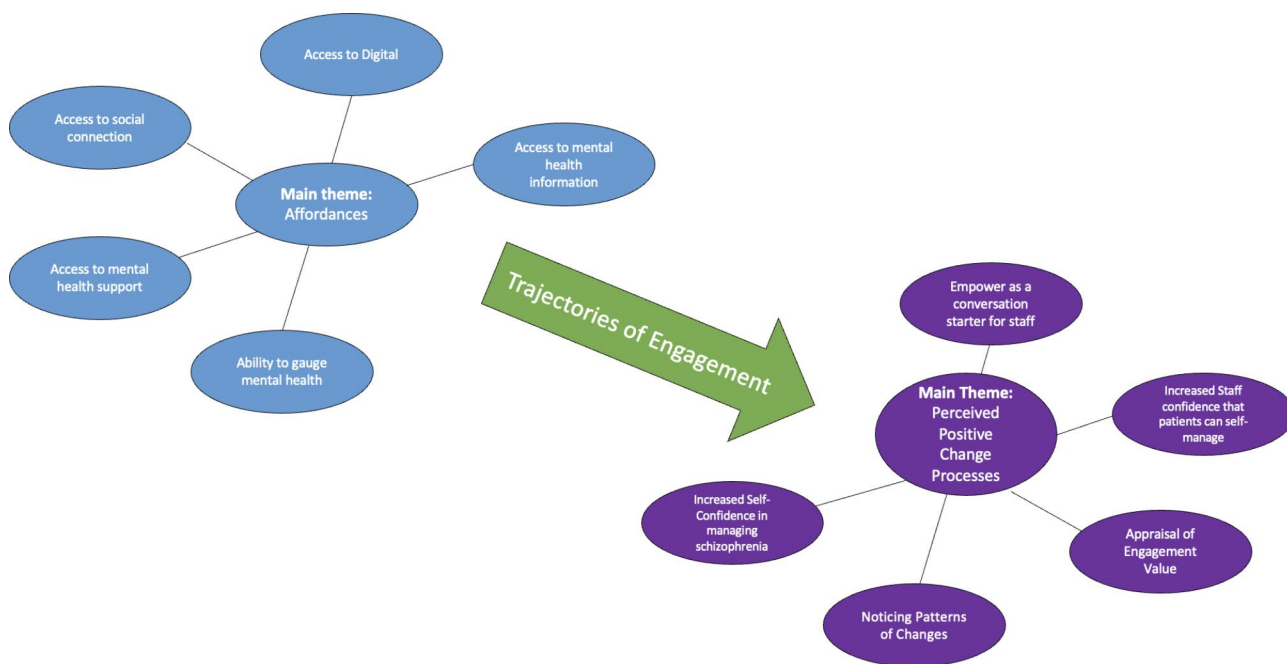 Access to Digital
Access to social
connection
Access to mental
health
information
Main theme:
Affordances
Access to mental
health support
Ability to gauge
mental health
Trajectories of Engagement
Empower as a
conversation
starter for staff
Main Theme:
Perceived
Positive
Change
Processes
Increased Staff
confidence that
patients can self-
manage
Increased Self-
Confidence in
managing
schizophrenia
Appraisal of
Engagement
Value
Noticing Patterns
of Changes